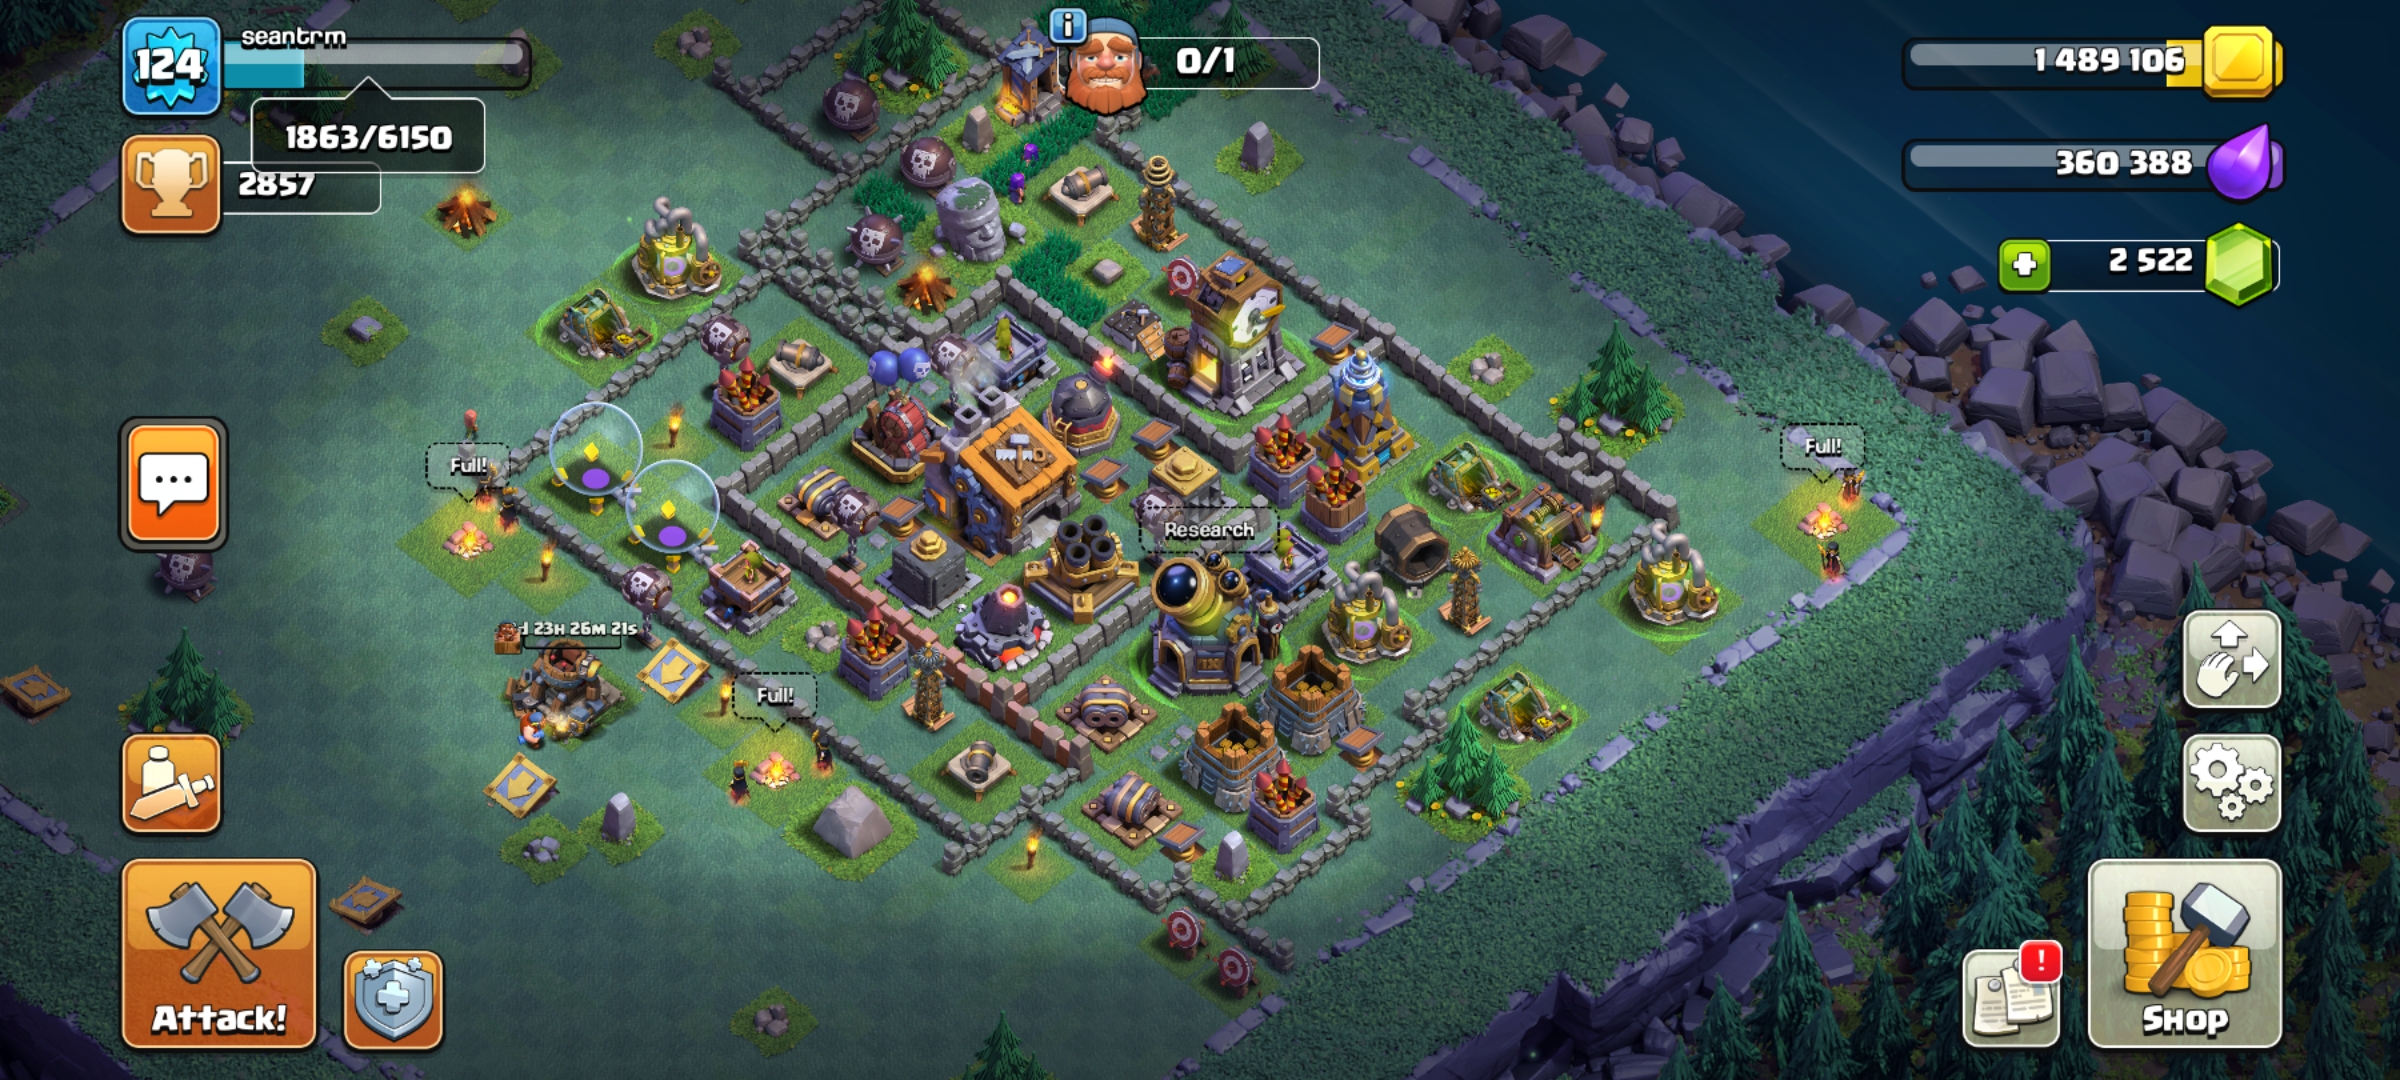 124
seantrm
i
0/1
1 489 106
1863/6150
2857
360 388
2 522
Full!
Full!
Research
d 23H 26M 21s
Full!
Attack!
!
Shop